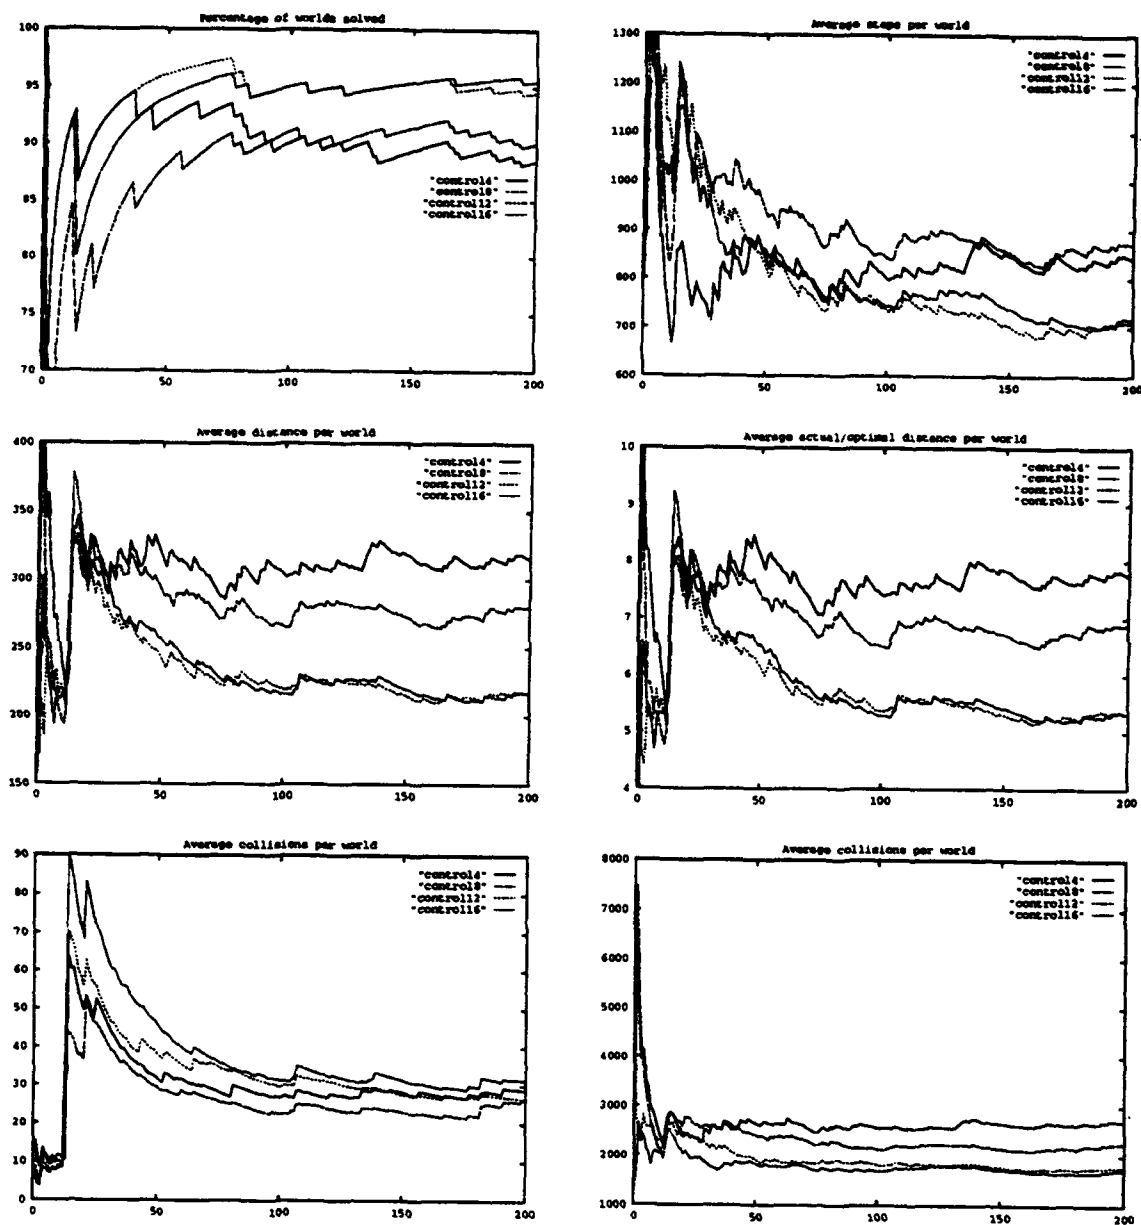 Percentage of worlds solved
100
95
90
85
80
75
70
0
50
100
150
200
"control4"
"control8"
"control12"
"control16"
Average steps per world
1300
1200
1100
1000
900
800
700
600
0
50
100
150
200
"control4"
"control8"
"control12"
"control16"
Average distance per world
400
350
300
250
200
150
0
50
100
150
200
"control4"
"control8"
"control12"
"control16"
Average actual/optimal distance per world
10
9
8
7
6
5
4
0
50
100
150
200
"control4"
"control8"
"control12"
"control16"
Average collisions per world
90
80
70
60
50
40
30
20
10
0
0
50
100
150
200
"control4"
"control8"
"control12"
"control16"
Average collisions per world
8000
7000
6000
5000
4000
3000
2000
1000
0
50
100
150
200
"control4"
"control8"
"control12"
"control16"